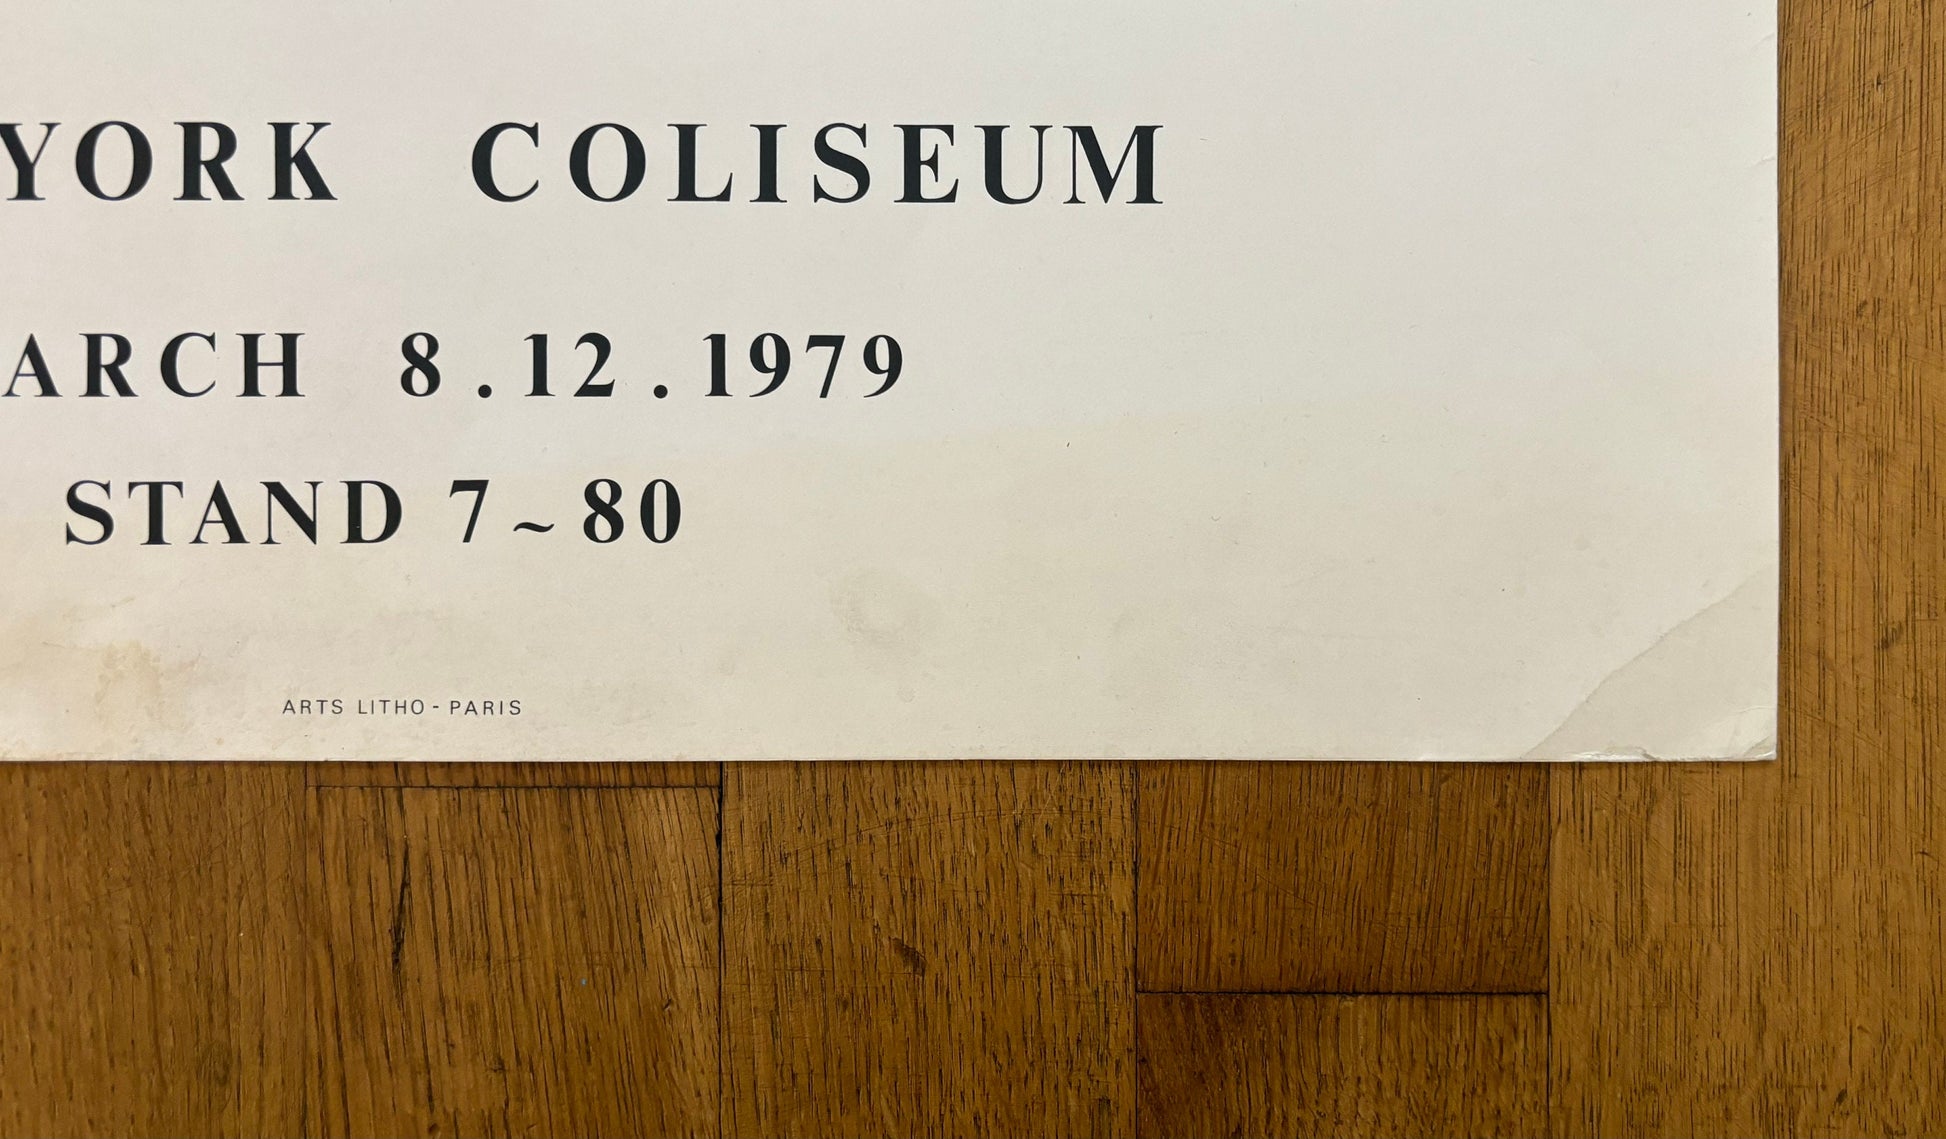 YORK COLISEUM
ARCH 8.12.1979
STAND 7~80
ARTS LITHO - PARIS